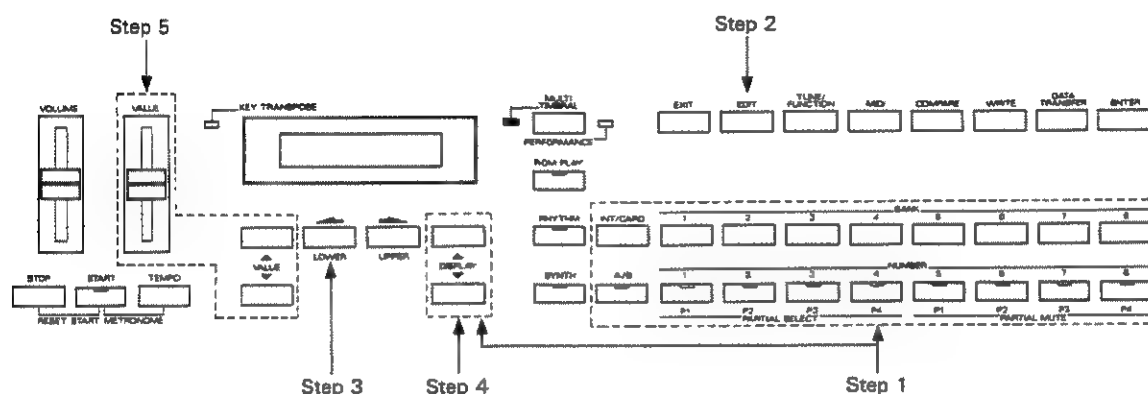 Step 5 Step 2
VOLUME VALUE KEY TRANSPOSE MULTI TIMBRAL EXIT EDIT TUNE/FUNCTION MIDI COMPARE WRITE DATA TRANSFER ENTER
PERFORMANCE
ROM PLAY
BANK
RHYTHM INT/CARD 1 2 3 4 5 6 7 8
VALUE LOWER UPPER DISPLAY
NUMBER
STOP START TEMPO SYNTH A/B 1 2 3 4 5 6 7 8
RESET START METRONOME P1 P2 P3 P4 P1 P2 P3 P4
PARTIAL SELECT PARTIAL MUTE
Step 3 Step 4 Step 1